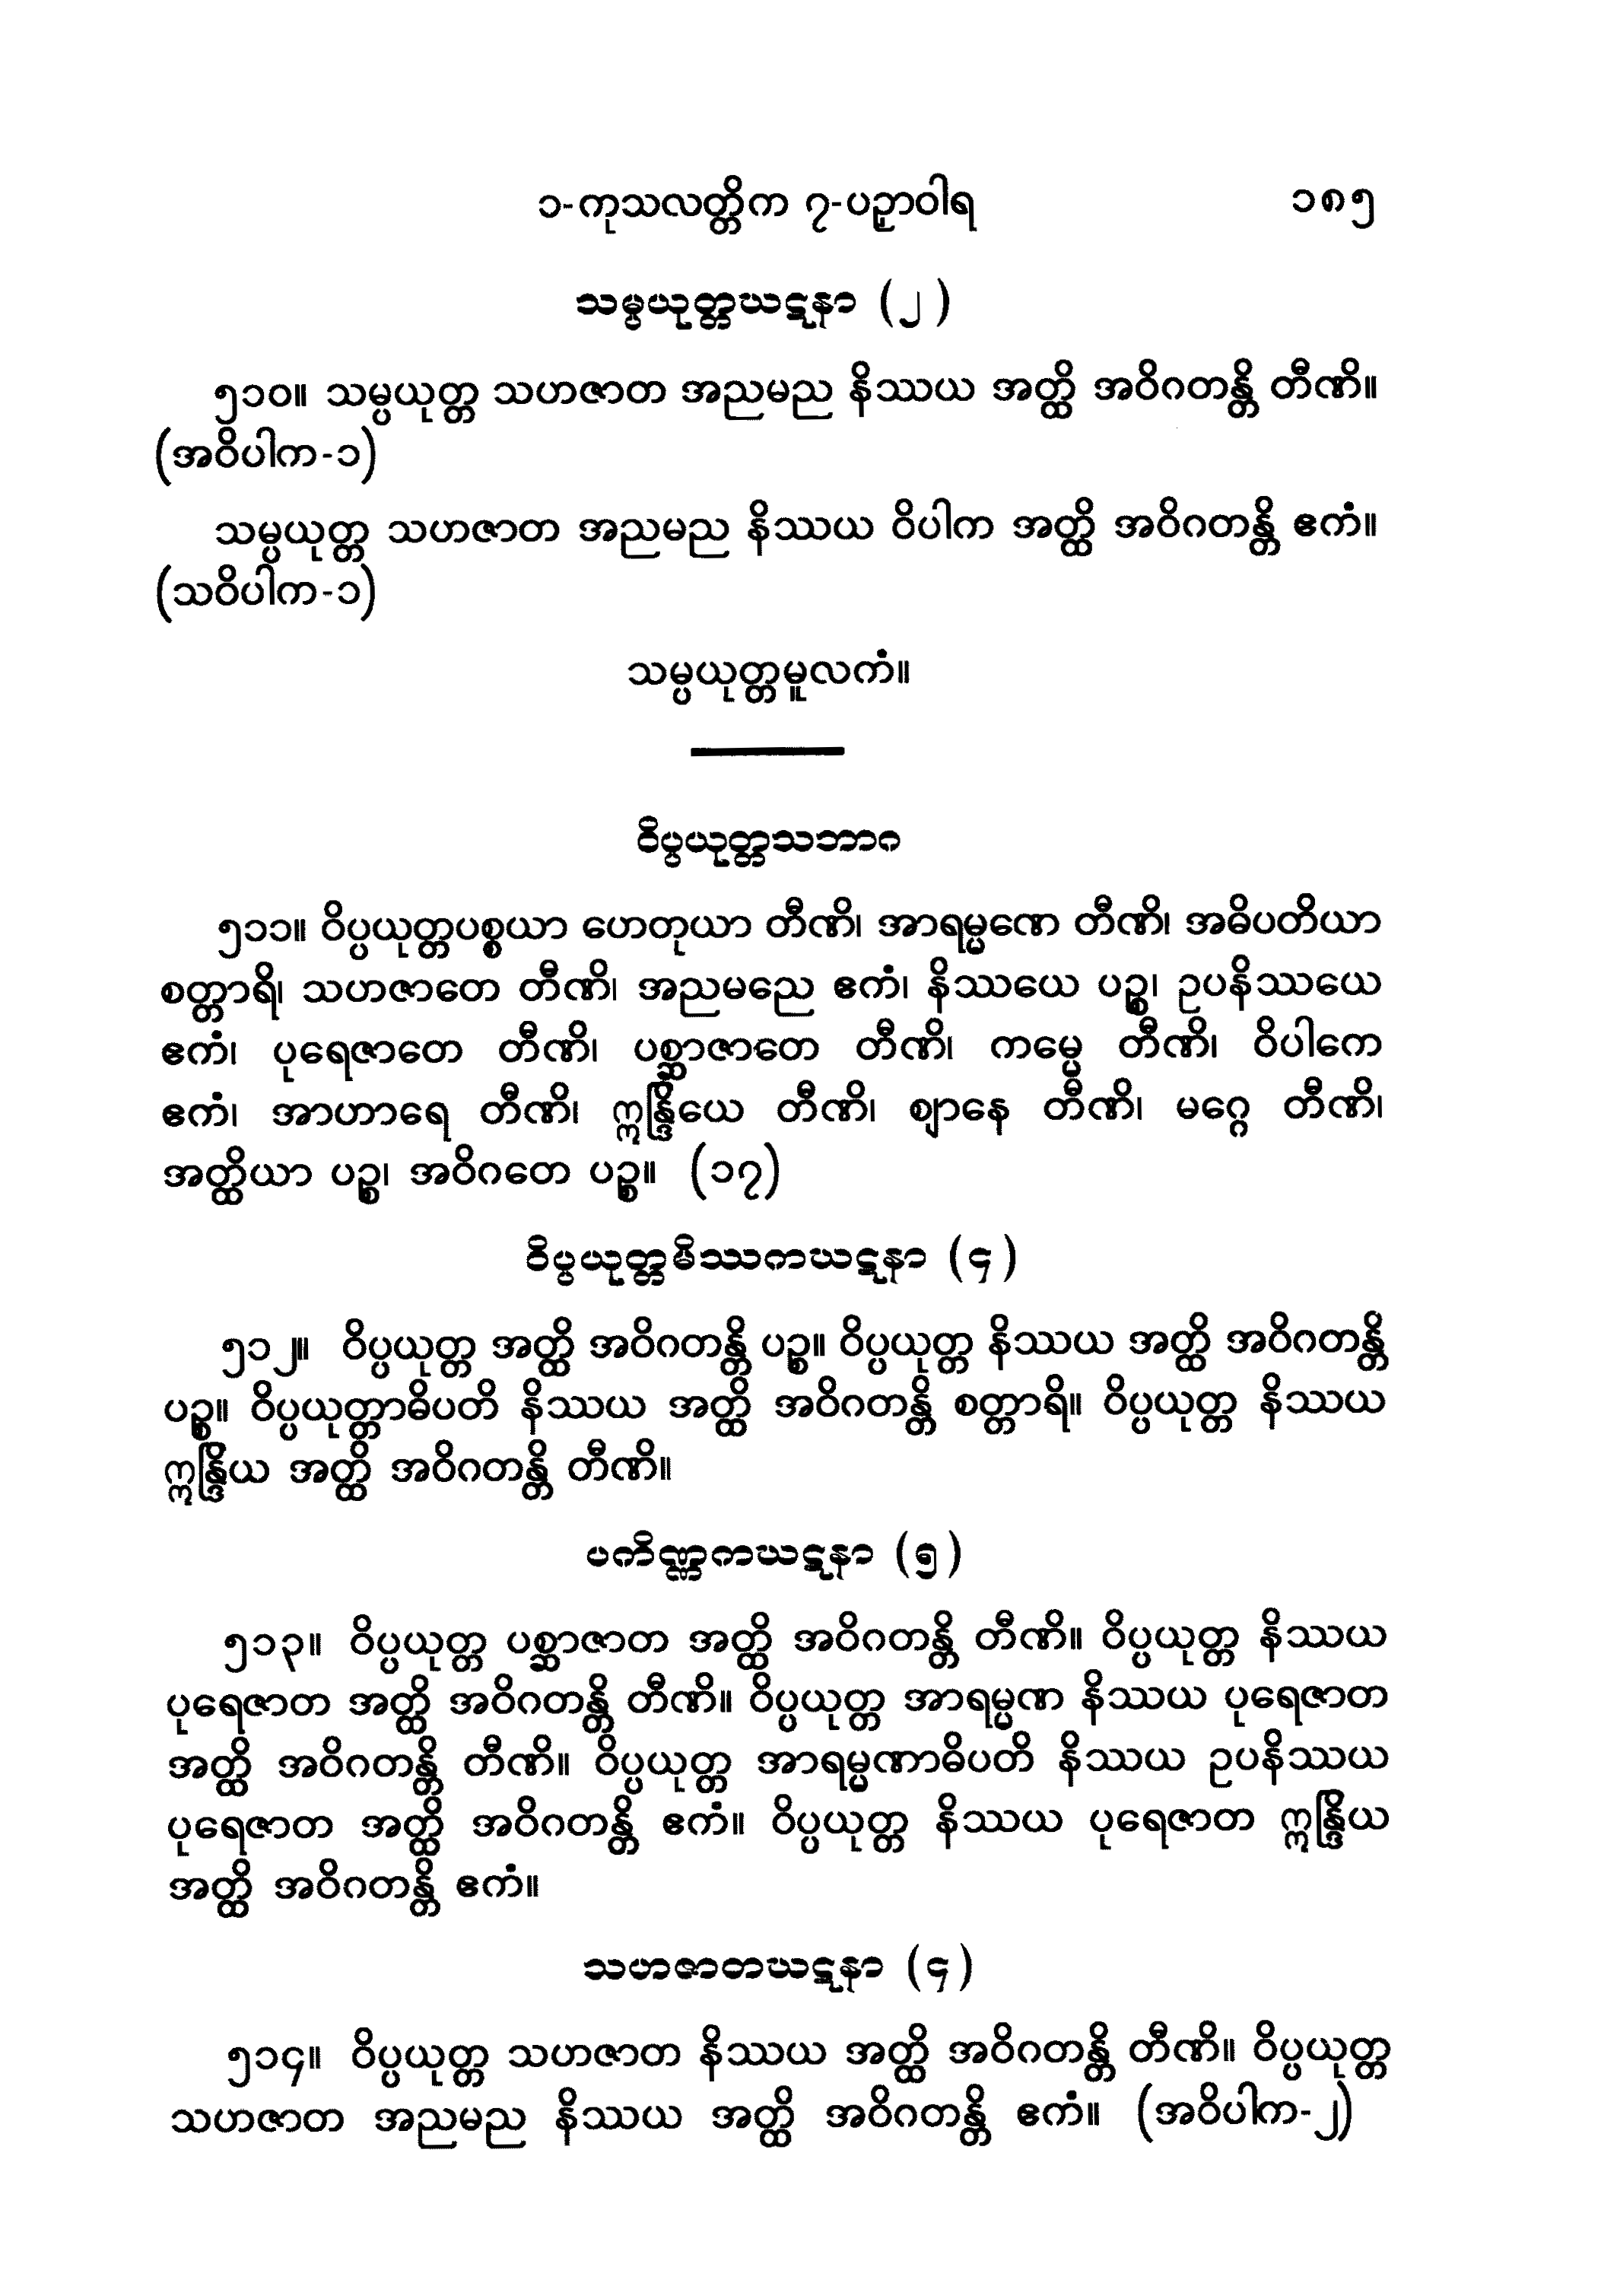 ၁-ကုသလတ္တိက ၇-ပဉှာဝါရ ၁၈၅
သမ္ပယုတ္တဃဋနာ (၂)
၅၁၀။ သမ္ပယုတ္တ သဟဇာတ အညမည နိဿယ အတ္ထိ အဝိဂတန္တိ တီဏိ။
(အဝိပါက-၁)
သမ္ပယုတ္တ သဟဇာတ အညမည နိဿယ ဝိပါက အတ္ထိ အဝိဂတန္တိ ဧကံ။
(သဝိပါက-၁)
သမ္ပယုတ္တမူလကံ။
ဝိပ္ပယုတ္တသဘာဂ
၅၁၁။ ဝိပ္ပယုတ္တပစ္စယာ ဟေတုယာ တီဏိ၊ အာရမ္မဏေ တီဏိ၊ အဓိပတိယာ
စတ္တာရိ၊ သဟဇာတေ တီဏိ၊ အညမညေ ဧကံ၊ နိဿယေ ပဉ္စ၊ ဥပနိဿယေ
ဧကံ၊ ပုရေဇာတေ တီဏိ၊ ပစ္ဆာဇာတေ တီဏိ၊ ကမ္မေ တီဏိ၊ ဝိပါကေ
ဧကံ၊ အာဟာရေ တီဏိ၊ ဣန္ဒြိယေ တီဏိ၊ ဈာနေ တီဏိ၊ မဂ္ဂေ တီဏိ၊
အတ္ထိယာ ပဉ္စ၊ အဝိဂတေ ပဉ္စ။ (၁၇)
ဝိပ္ပယုတ္တမိဿကဃဋနာ (၄)
၅၁၂။ ဝိပ္ပယုတ္တ အတ္ထိ အဝိဂတန္တိ ပဉ္စ။ ဝိပ္ပယုတ္တ နိဿယ အတ္ထိ အဝိဂတန္တိ
ပဉ္စ။ ဝိပ္ပယုတ္တာဓိပတိ နိဿယ အတ္ထိ အဝိဂတန္တိ စတ္တာရိ။ ဝိပ္ပယုတ္တ နိဿယ
ဣန္ဒြိယ အတ္ထိ အဝိဂတန္တိ တီဏိ။
ပကိဏ္ဏကဃဋနာ (၅)
၅၁၃။ ဝိပ္ပယုတ္တ ပစ္ဆာဇာတ အတ္ထိ အဝိဂတန္တိ တီဏိ။ ဝိပ္ပယုတ္တ နိဿယ
ပုရေဇာတ အတ္ထိ အဝိဂတန္တိ တီဏိ။ ဝိပ္ပယုတ္တ အာရမ္မဏ နိဿယ ပုရေဇာတ
အတ္ထိ အဝိဂတန္တိ တီဏိ။ ဝိပ္ပယုတ္တ အာရမ္မဏာဓိပတိ နိဿယ ဥပနိဿယ
ပုရေဇာတ အတ္ထိ အဝိဂတန္တိ ဧကံ။ ဝိပ္ပယုတ္တ နိဿယ ပုရေဇာတ ဣန္ဒြိယ
အတ္ထိ အဝိဂတန္တိ ဧကံ။
သဟဇာတဃဋနာ (၄)
၅၁၄။ ဝိပ္ပယုတ္တ သဟဇာတ နိဿယ အတ္ထိ အဝိဂတန္တိ တီဏိ။ ဝိပ္ပယုတ္တ
သဟဇာတ အညမည နိဿယ အတ္ထိ အဝိဂတန္တိ ဧကံ။ (အဝိပါက-၂)